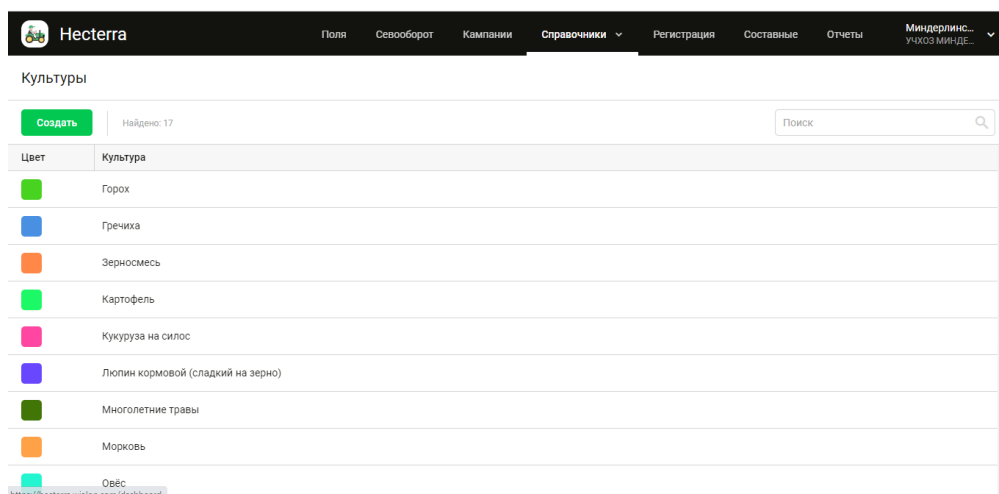 Hecterra
Поля Севооборот Кампании Справочники Регистрация Составные Отчеты
Миндерлинс...
УЧХОЗ МИНДЕ...
Культуры
Создать Найдено: 17 Поиск
Цвет Культура
Горох
Гречиха
Зерносмесь
Картофель
Кукуруза на силос
Люпин кормовой (сладкий на зерно)
Многолетние травы
Морковь
Овёс